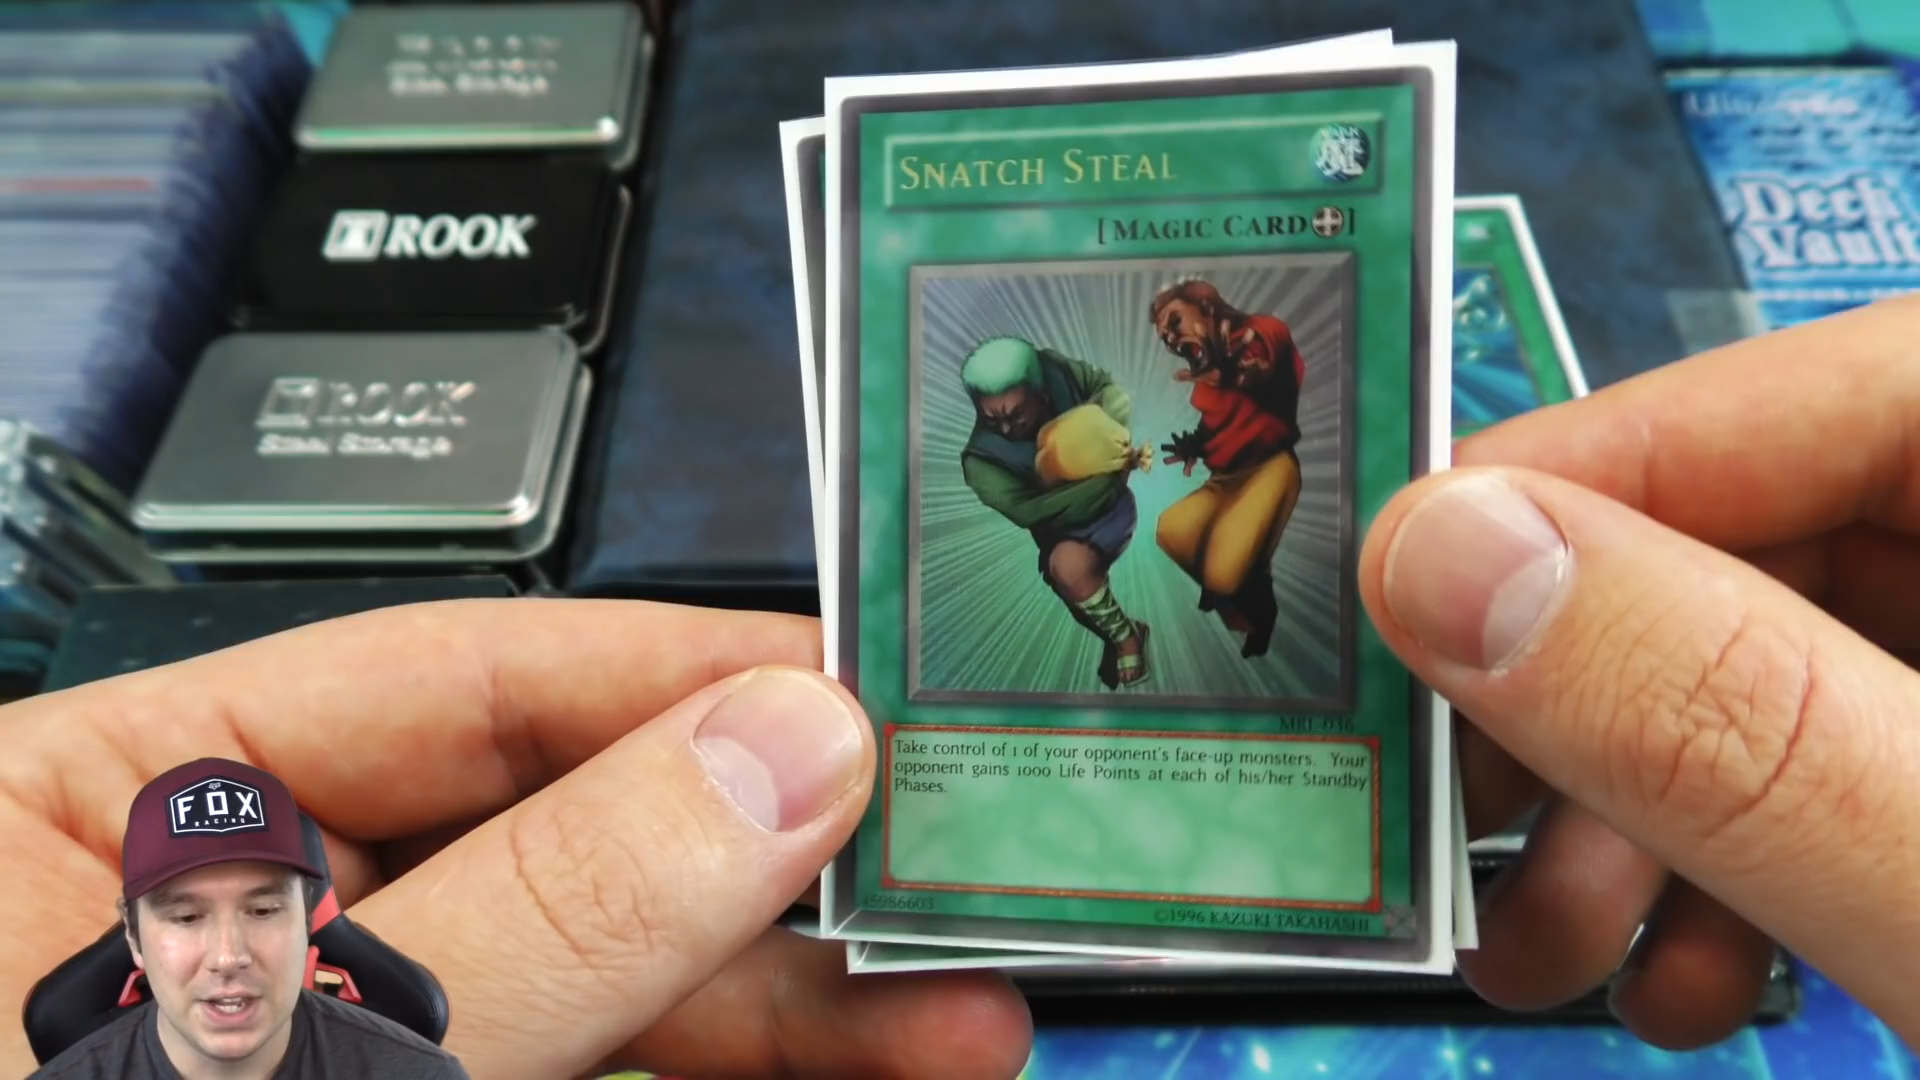 ROOK
ROOK
Steel Storage
Deck
Vault
SNATCH STEAL
[MAGIC CARD]
MRL-036
Take control of 1 of your opponent's face-up monsters. Your
opponent gains 1000 Life Points at each of his/her Standby
Phases.
45986603
©1996 KAZUKI TAKAHASHI
FOX
RACING